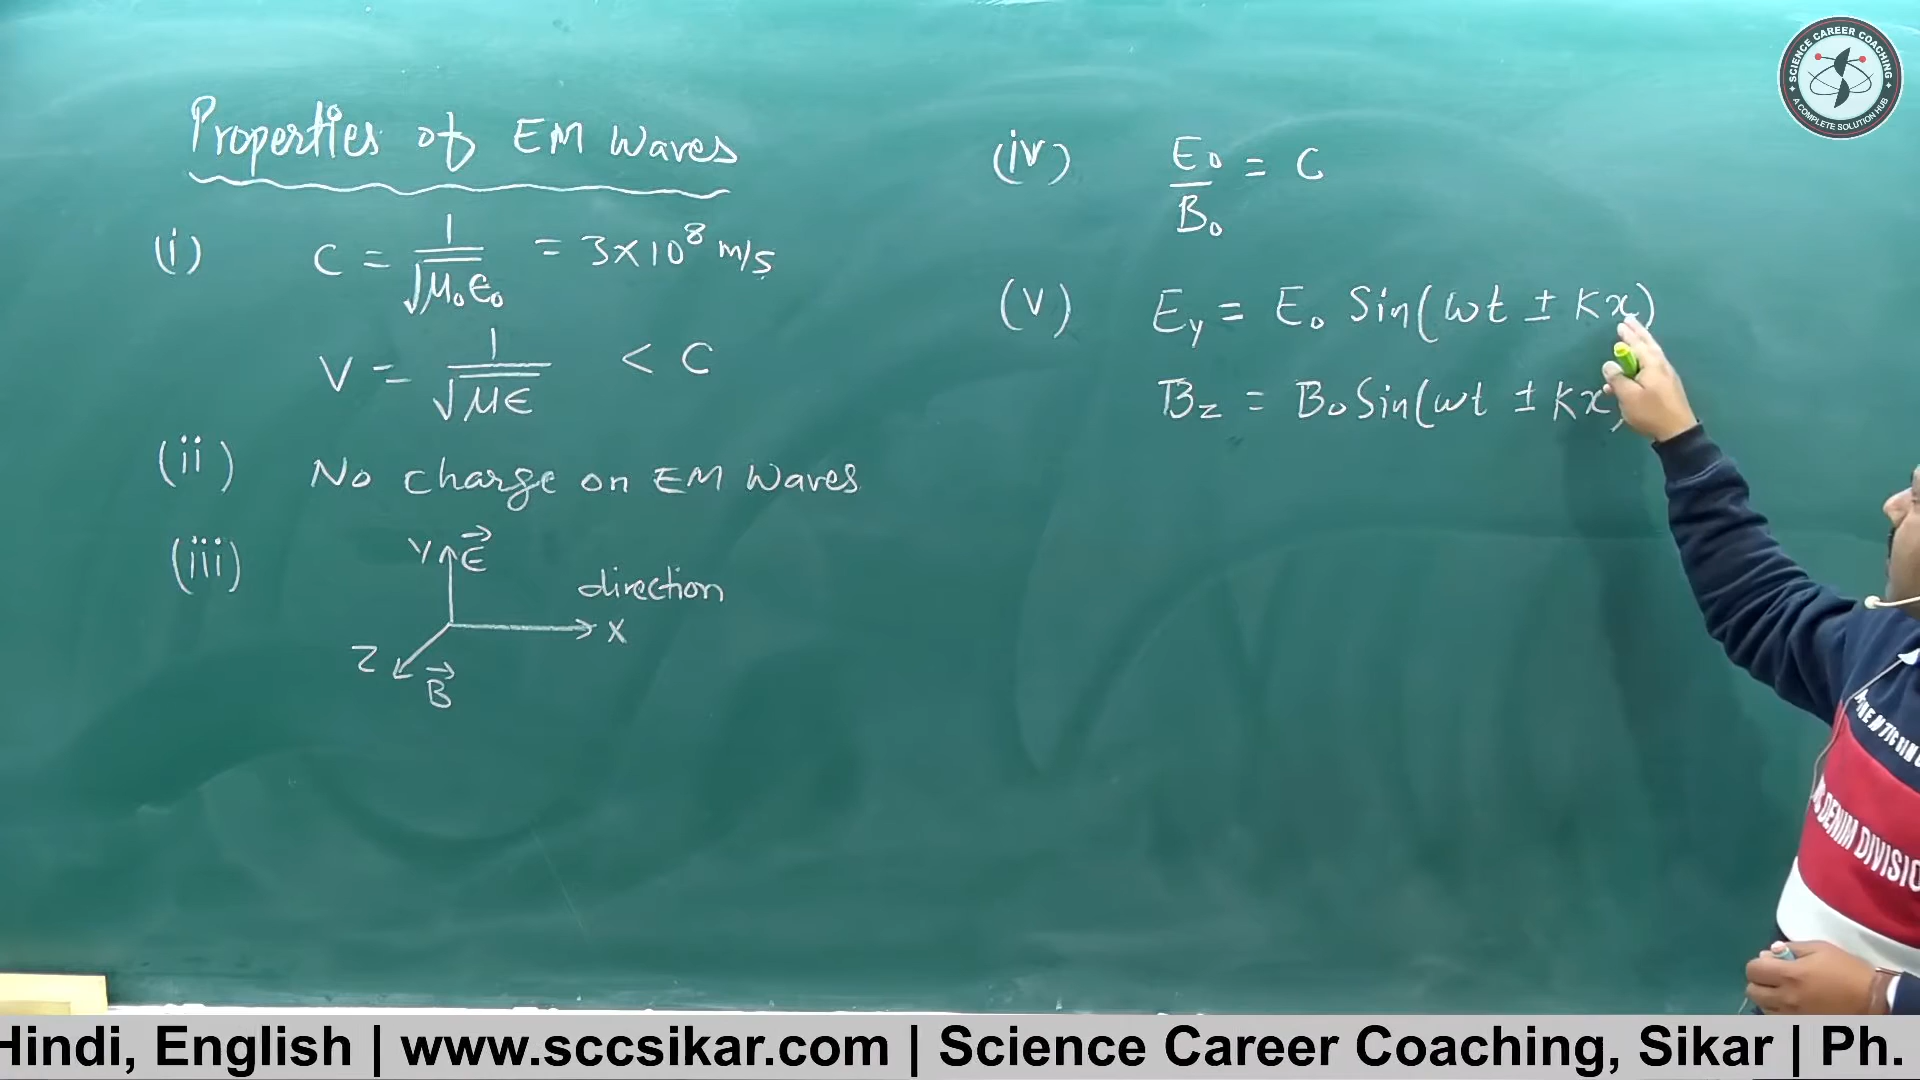 Properties of EM Waves
(i) C = 1/√μ₀ε₀ = 3×10⁸ m/s
V = 1/√με < C
(ii) No charge on EM Waves
(iii)
Y E⃗
direction
X
Z
B⃗
(iv) E₀/B₀ = C
(v) Ey = E₀ Sin(ωt ± Kx)
Bz = B₀ Sin(ωt ± Kx)
SCIENCE CAREER COACHING
A COMPLETE SOLUTION HUB
DENIM DIVISIO
Hindi, English | www.sccsikar.com | Science Career Coaching, Sikar | Ph.